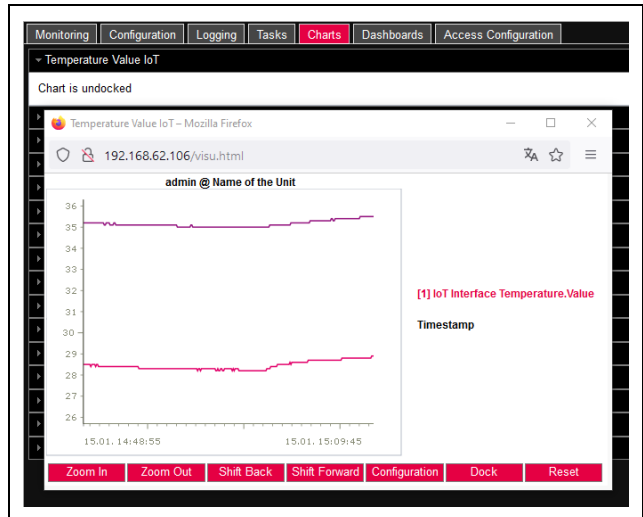 Monitoring Configuration Logging Tasks Charts Dashboards Access Configuration
Temperature Value IoT
Chart is undocked
Temperature Value IoT – Mozilla Firefox
192.168.62.106/visu.html
admin @ Name of the Unit
36
35
34
33
32
31
30
29
28
27
26
15.01. 14:48:55 15.01. 15:09:45
[1] IoT Interface Temperature.Value
Timestamp
Zoom In Zoom Out Shift Back Shift Forward Configuration Dock Reset